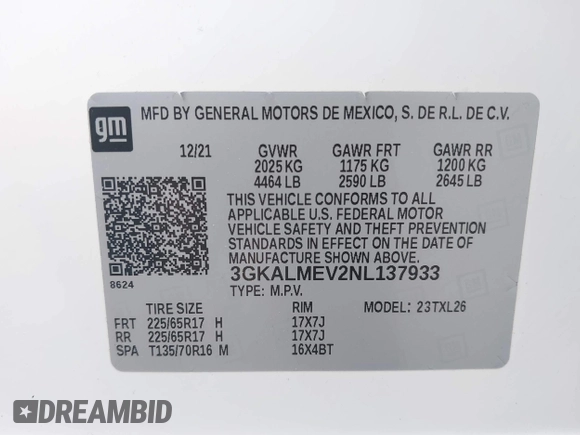 gm
MFD BY GENERAL MOTORS DE MEXICO, S. DE R.L. DE C.V.
12/21 GVWR GAWR FRT GAWR RR
2025 KG 1175 KG 1200 KG
4464 LB 2590 LB 2645 LB
THIS VEHICLE CONFORMS TO ALL
APPLICABLE U.S. FEDERAL MOTOR
VEHICLE SAFETY AND THEFT PREVENTION
STANDARDS IN EFFECT ON THE DATE OF
MANUFACTURE SHOWN ABOVE.
8624
3GKALMEV2NL137933
TYPE: M.P.V.
TIRE SIZE RIM MODEL: 23TXL26
FRT 225/65R17 H 17X7J
RR 225/65R17 H 17X7J
SPA T135/70R16 M 16X4BT
DREAMBID